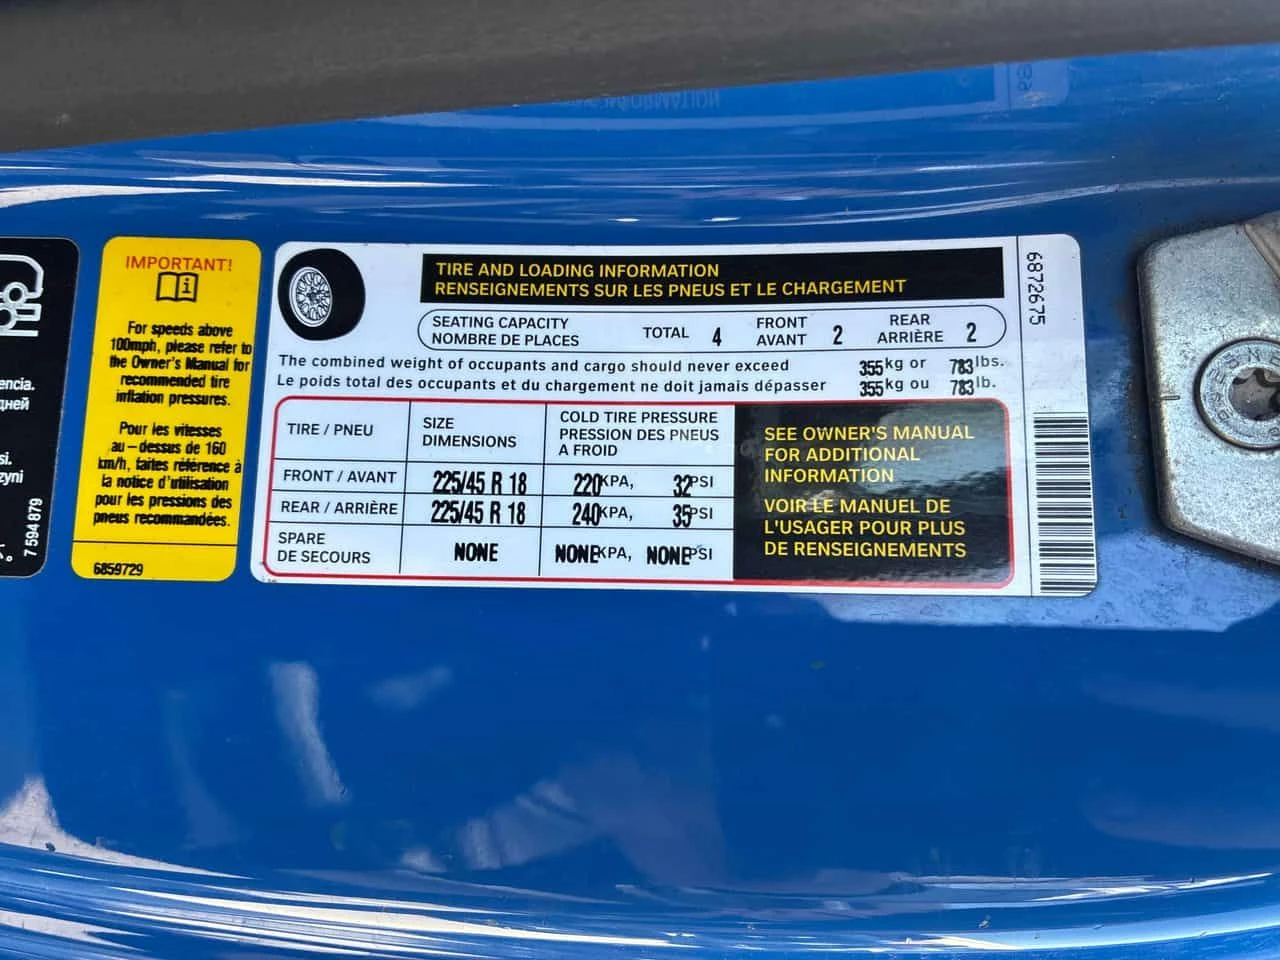 encia.
дней
si.
zyni
7 594 879
IMPORTANT!
i
For speeds above
100mph, please refer to
the Owner's Manual for
recommended tire
inflation pressures.
Pour les vitesses
au – dessus de 160
km/h, faites référence à
la notice d'utilisation
pour les pressions des
pneus recommandées.
6859729
TIRE AND LOADING INFORMATION
RENSEIGNEMENTS SUR LES PNEUS ET LE CHARGEMENT
SEATING CAPACITY
NOMBRE DE PLACES
TOTAL 4
FRONT
AVANT 2
REAR
ARRIÈRE 2
The combined weight of occupants and cargo should never exceed 355 kg or 783 lbs.
Le poids total des occupants et du chargement ne doit jamais dépasser 355 kg ou 783 lb.
TIRE / PNEU
SIZE
DIMENSIONS
COLD TIRE PRESSURE
PRESSION DES PNEUS
A FROID
FRONT / AVANT 225/45 R 18 220 KPA, 32 PSI
REAR / ARRIÈRE 225/45 R 18 240 KPA, 35 PSI
SPARE
DE SECOURS NONE NONE KPA, NONE PSI
SEE OWNER'S MANUAL
FOR ADDITIONAL
INFORMATION
VOIR LE MANUEL DE
L'USAGER POUR PLUS
DE RENSEIGNEMENTS
6872675